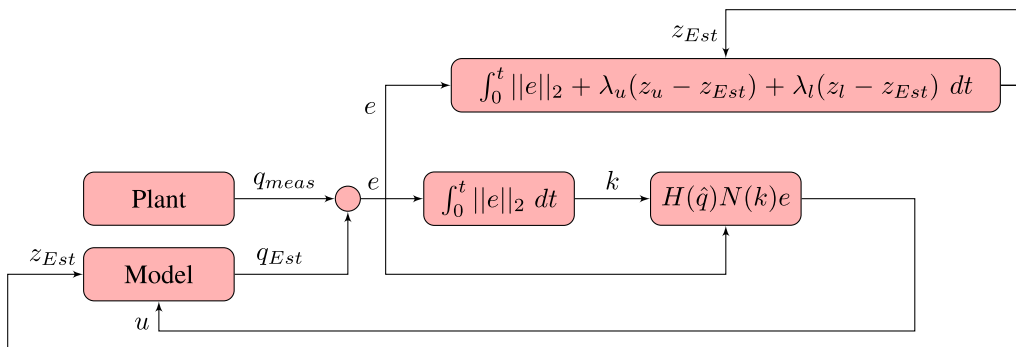 z_{Est}
∫_0^t ||e||_2 + λ_u(z_u − z_{Est}) + λ_l(z_l − z_{Est}) dt
e
Plant
q_{meas}
e
∫_0^t ||e||_2 dt
k
H(q̂)N(k)e
z_{Est}
Model
q_{Est}
u